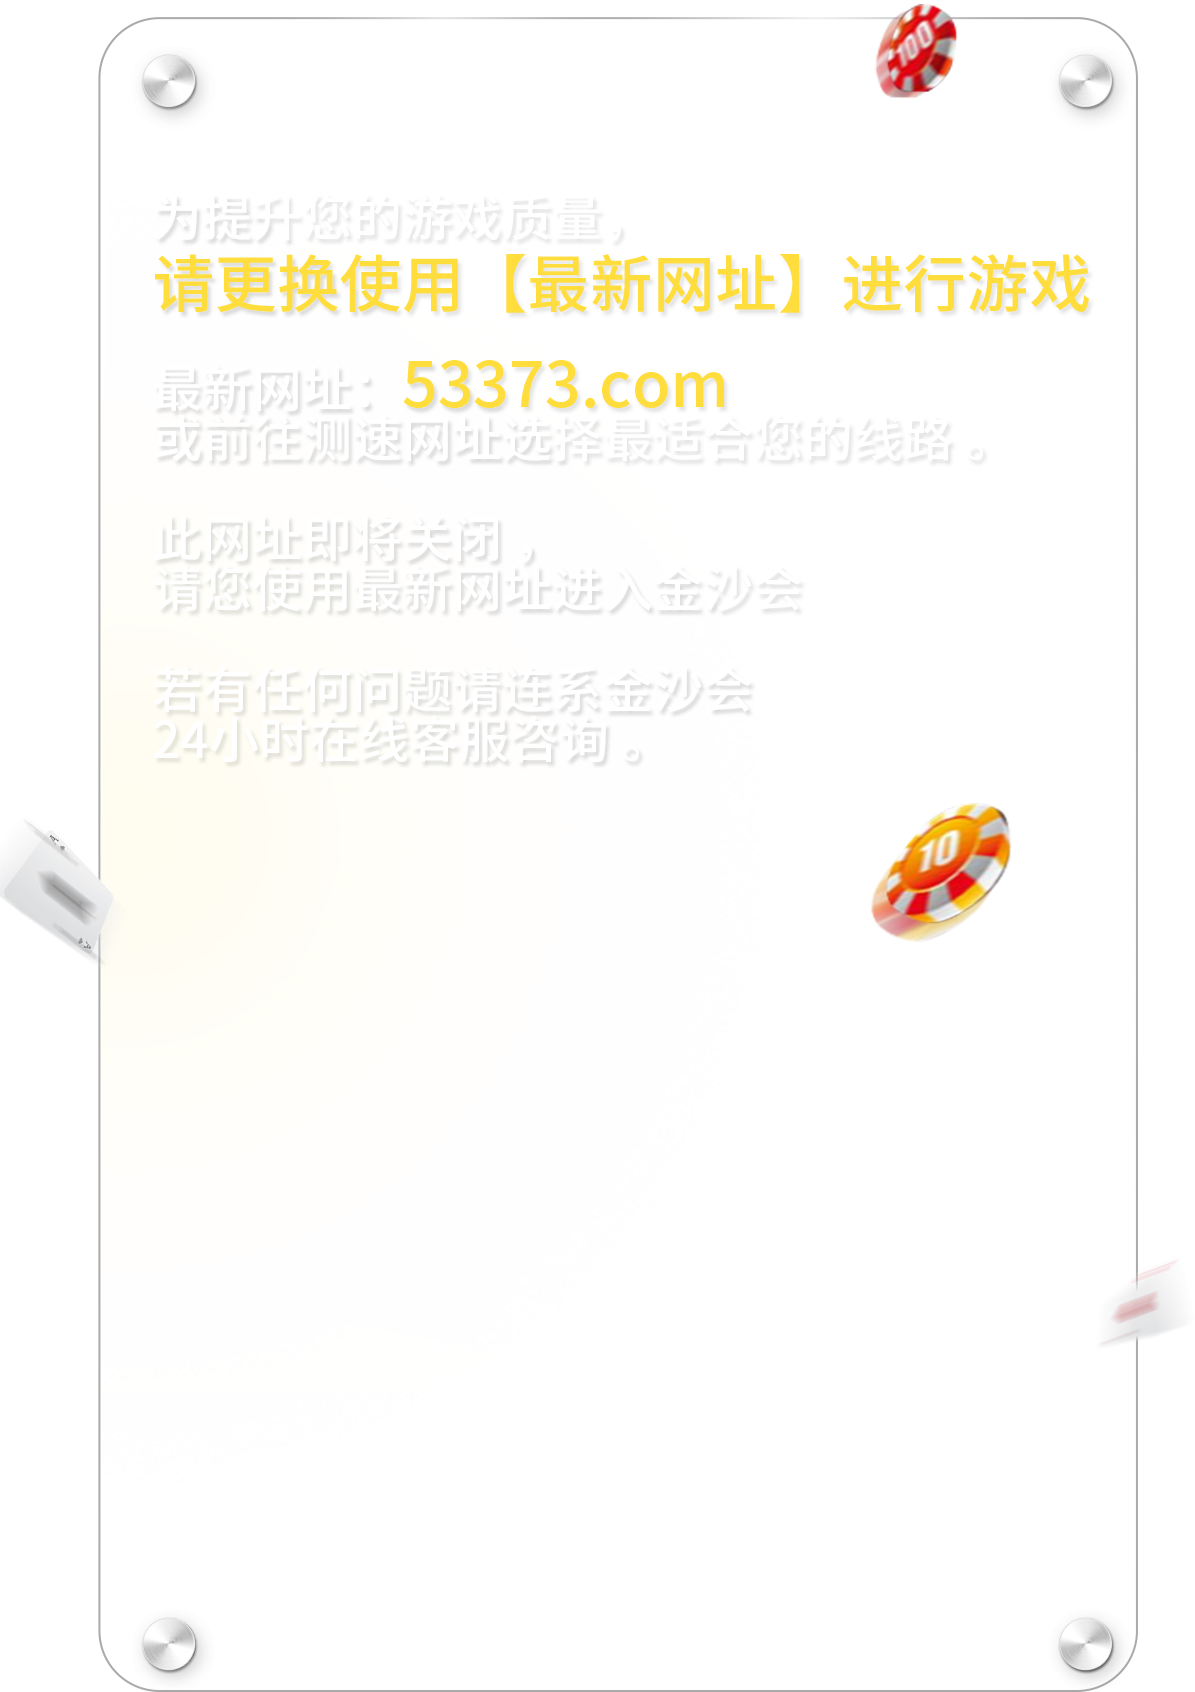 100
为提升您的游戏质量，
请更换使用【最新网址】进行游戏
最新网址：53373.com
或前往测速网址选择最适合您的线路。
此网址即将关闭，
请您使用最新网址进入金沙会
若有任何问题请连系金沙会
24小时在线客服咨询。
10